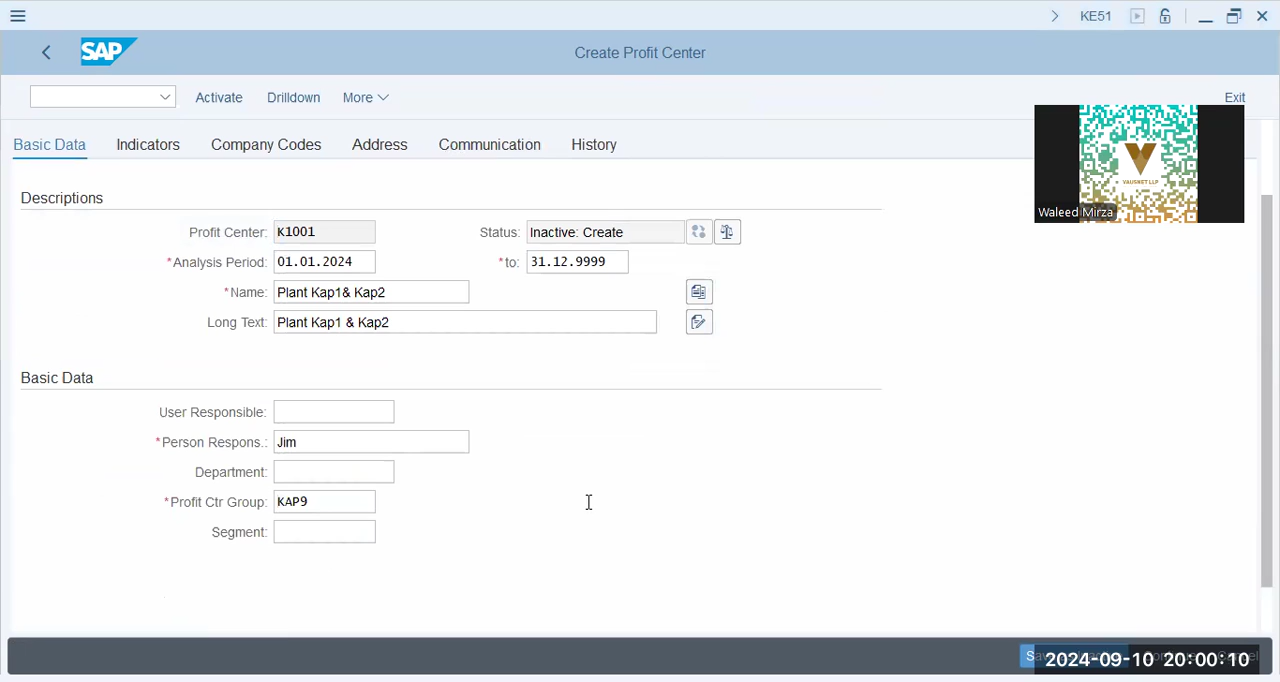 KE51
SAP
Create Profit Center
Activate Drilldown More
Exit
Basic Data Indicators Company Codes Address Communication History
VAUSNET LLP
Waleed Mirza
Descriptions
Profit Center: K1001 Status: Inactive: Create
*Analysis Period: 01.01.2024 *to: 31.12.9999
*Name: Plant Kap1& Kap2
Long Text: Plant Kap1 & Kap2
Basic Data
User Responsible:
*Person Respons.: Jim
Department:
*Profit Ctr Group: KAP9
Segment:
2024-09-10 20:00:10